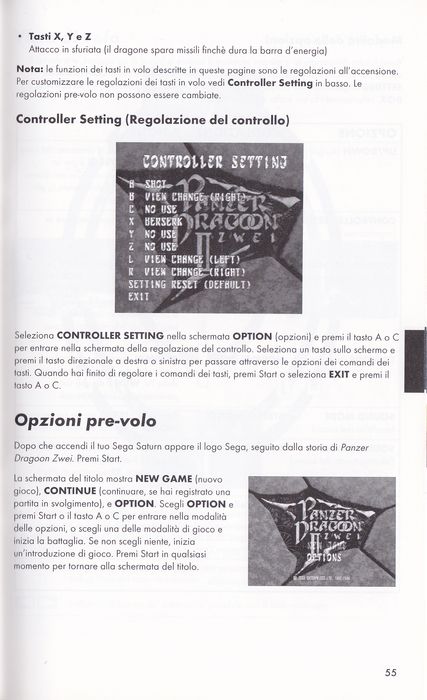 • Tasti X, Y e Z
Attacco in sfuriata (il dragone spara missili finchè dura la barra d'energia)
Nota: le funzioni dei tasti in volo descritte in queste pagine sono le regolazioni all'accensione.
Per customizzare le regolazioni dei tasti in volo vedi Controller Setting in basso. Le
regolazioni pre-volo non possono essere cambiate.
Controller Setting (Regolazione del controllo)
CONTROLLER SETTING
A SHOT
B VIEW CHANGE (RIGHT)
C NO USE
X BERSERK
Y NO USE
Z NO USE
L VIEW CHANGE (LEFT)
R VIEW CHANGE (RIGHT)
SETTING RESET (DEFAULT)
EXIT
PANZER
DRAGOON
II ZWEI
Seleziona CONTROLLER SETTING nella schermata OPTION (opzioni) e premi il tasto A o C
per entrare nella schermata della regolazione del controllo. Seleziona un tasto sullo schermo e
premi il tasto direzionale a destra o sinistra per passare attraverso le opzioni dei comandi dei
tasti. Quando hai finito di regolare i comandi dei tasti, premi Start o seleziona EXIT e premi il
tasto A o C.
Opzioni pre-volo
Dopo che accendi il tuo Sega Saturn appare il logo Sega, seguito dalla storia di Panzer
Dragoon Zwei. Premi Start.
La schermata del titolo mostra NEW GAME (nuovo
gioco), CONTINUE (continuare, se hai registrato una
partita in svolgimento), e OPTION. Scegli OPTION e
premi Start o il tasto A o C per entrare nella modalità
delle opzioni, o scegli una delle modalità di gioco e
inizia la battaglia. Se non scegli niente, inizia
un'introduzione di gioco. Premi Start in qualsiasi
momento per tornare alla schermata del titolo.
PANZER
DRAGOON
II ZWEI
NEW GAME
OPTIONS
55